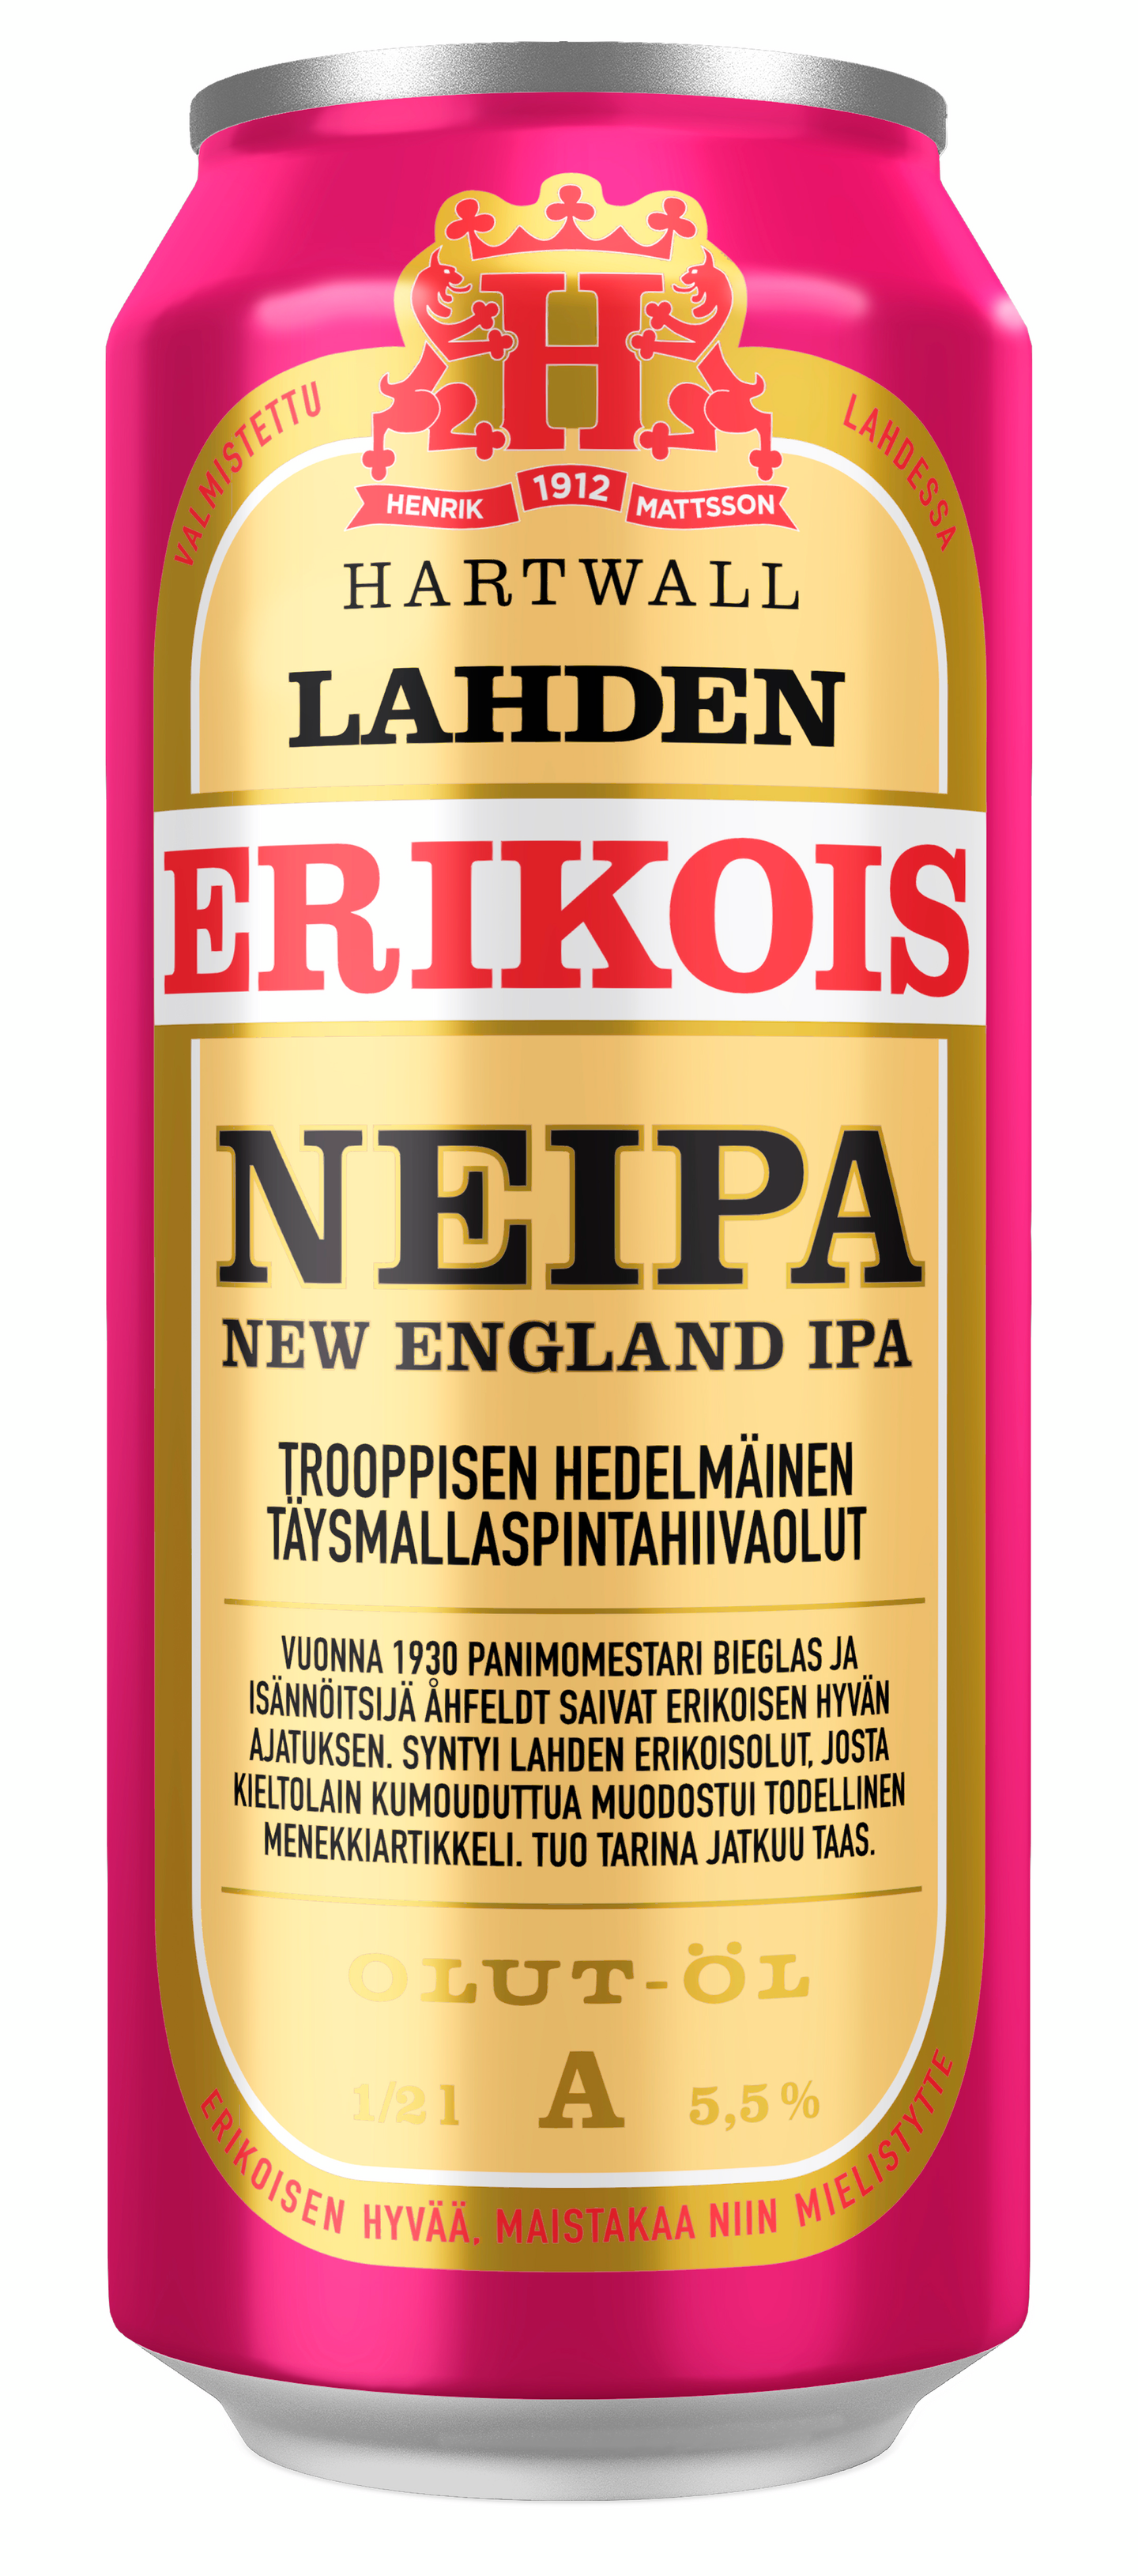 H
HENRIK 1912 MATTSSON
VALMISTETTU LAHDESSA
HARTWALL
LAHDEN
ERIKOIS
NEIPA
NEW ENGLAND IPA
TROOPPISEN HEDELMÄINEN
TÄYSMALLASPINTAHIIVAOLUT
VUONNA 1930 PANIMOMESTARI BIEGLAS JA
ISÄNNÖITSIJÄ ÅHFELDT SAIVAT ERIKOISEN HYVÄN
AJATUKSEN. SYNTYI LAHDEN ERIKOISOLUT, JOSTA
KIELTOLAIN KUMOUDUTTUA MUODOSTUI TODELLINEN
MENEKKIARTIKKELI. TUO TARINA JATKUU TAAS.
OLUT-ÖL
1/2 l A 5,5 %
ERIKOISEN HYVÄÄ, MAISTAKAA NIIN MIELISTYTTE